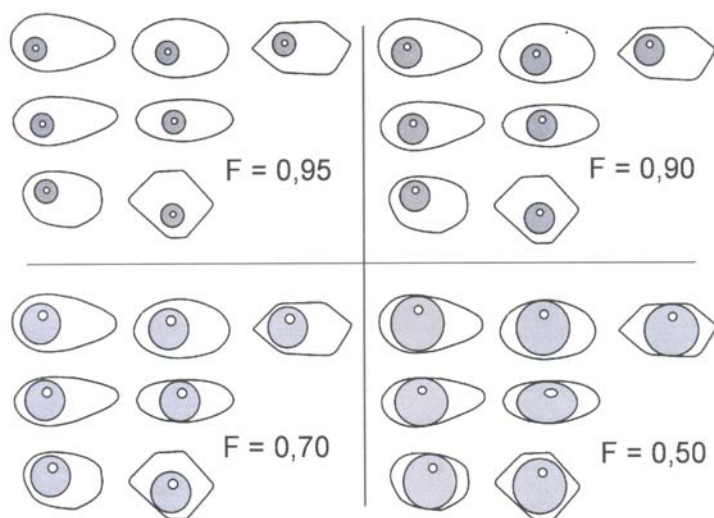 F = 0,95
F = 0,90
F = 0,70
F = 0,50